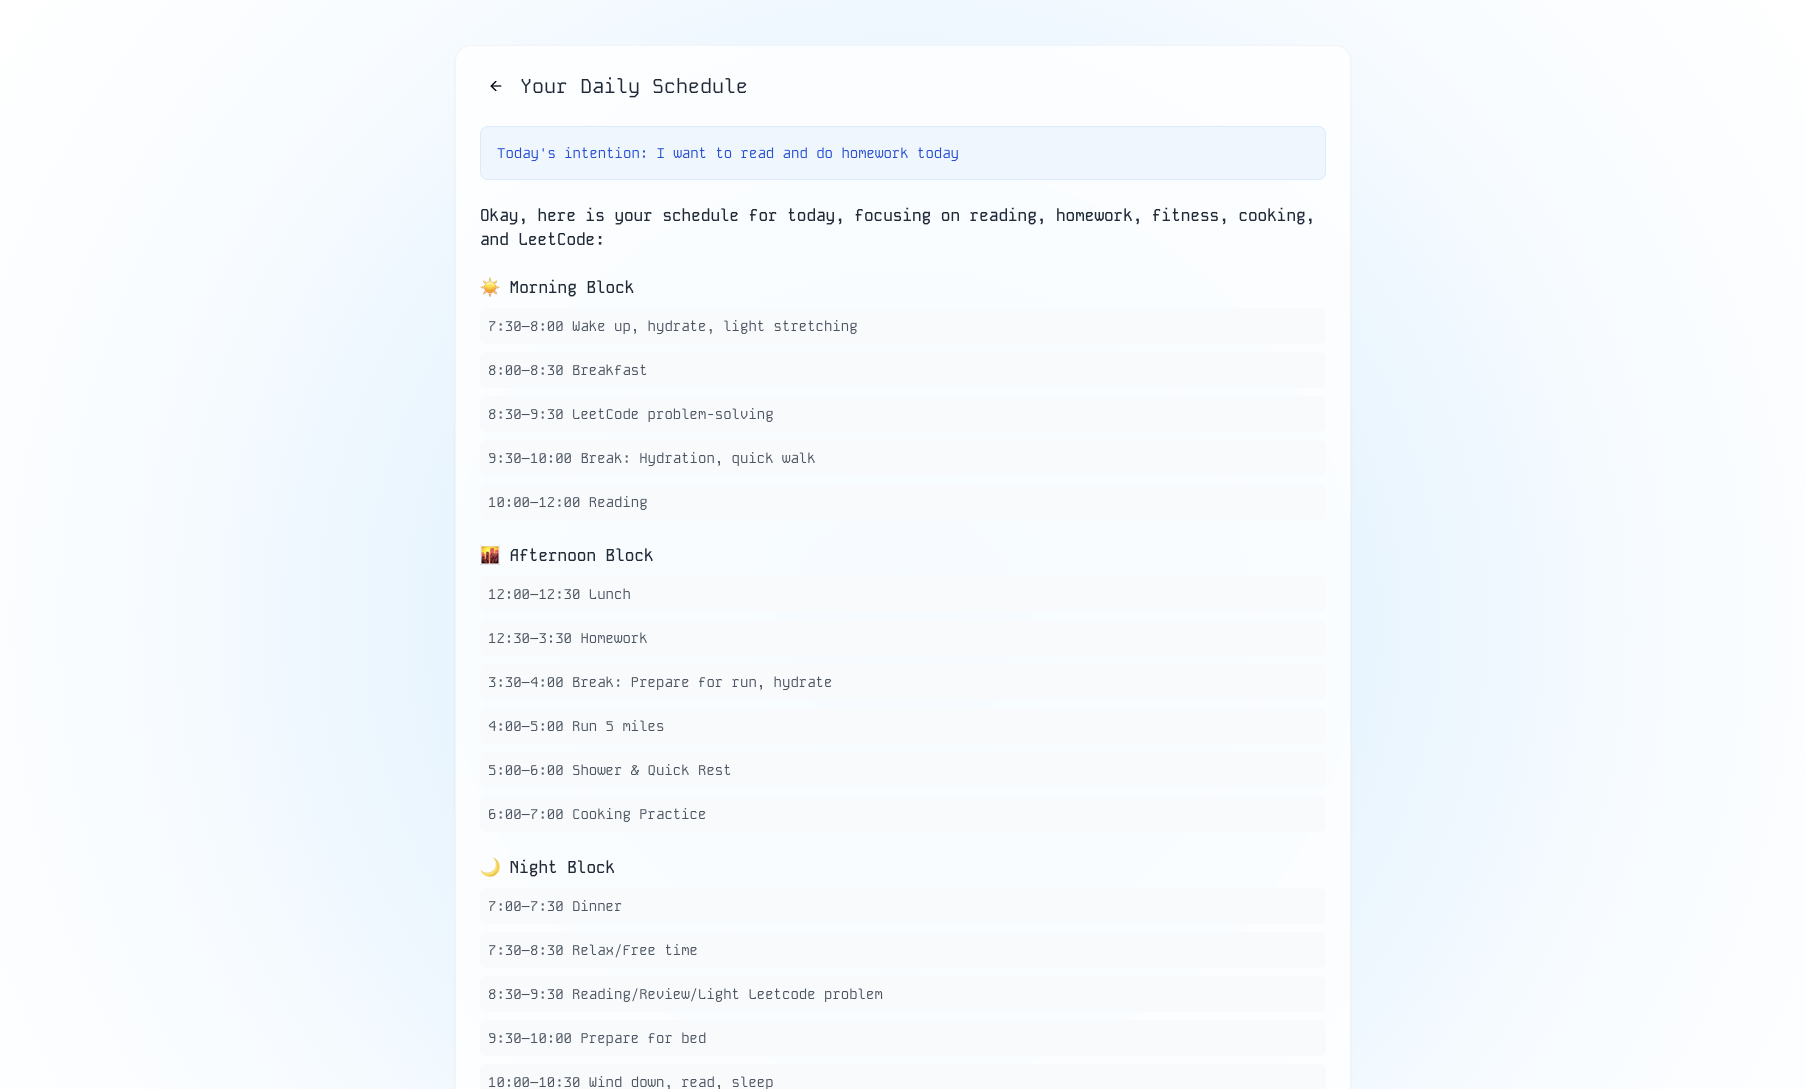 Your Daily Schedule
Today's intention: I want to read and do homework today
Okay, here is your schedule for today, focusing on reading, homework, fitness, cooking,
and LeetCode:
☀️ Morning Block
7:30–8:00 Wake up, hydrate, light stretching
8:00–8:30 Breakfast
8:30–9:30 LeetCode problem-solving
9:30–10:00 Break: Hydration, quick walk
10:00–12:00 Reading
🌇 Afternoon Block
12:00–12:30 Lunch
12:30–3:30 Homework
3:30–4:00 Break: Prepare for run, hydrate
4:00–5:00 Run 5 miles
5:00–6:00 Shower & Quick Rest
6:00–7:00 Cooking Practice
🌙 Night Block
7:00–7:30 Dinner
7:30–8:30 Relax/Free time
8:30–9:30 Reading/Review/Light Leetcode problem
9:30–10:00 Prepare for bed
10:00–10:30 Wind down, read, sleep